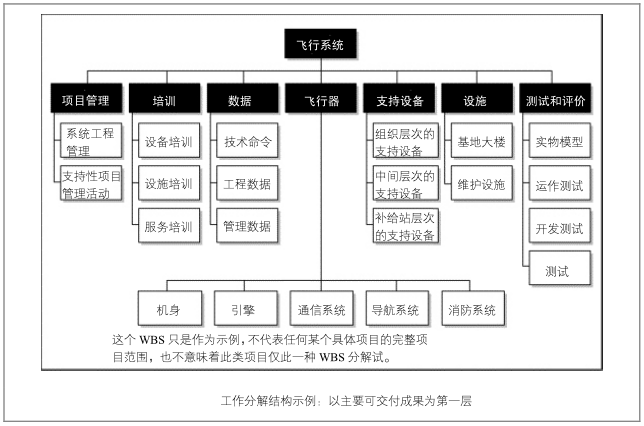 飞行系统
项目管理
培训
数据
飞行器
支持设备
设施
测试和评价
系统工程
管理
支持性项目
管理活动
设备培训
设施培训
服务培训
技术命令
工程数据
管理数据
组织层次的
支持设备
中间层次的
支持设备
补给站层次
的支持设备
基地大楼
维护设施
实物模型
运作测试
开发测试
测试
机身
引擎
通信系统
导航系统
消防系统
这个 WBS 只是作为示例，不代表任何某个具体项目的完整项
目范围，也不意味着此类项目仅此一种 WBS 分解试。
工作分解结构示例：以主要可交付成果为第一层